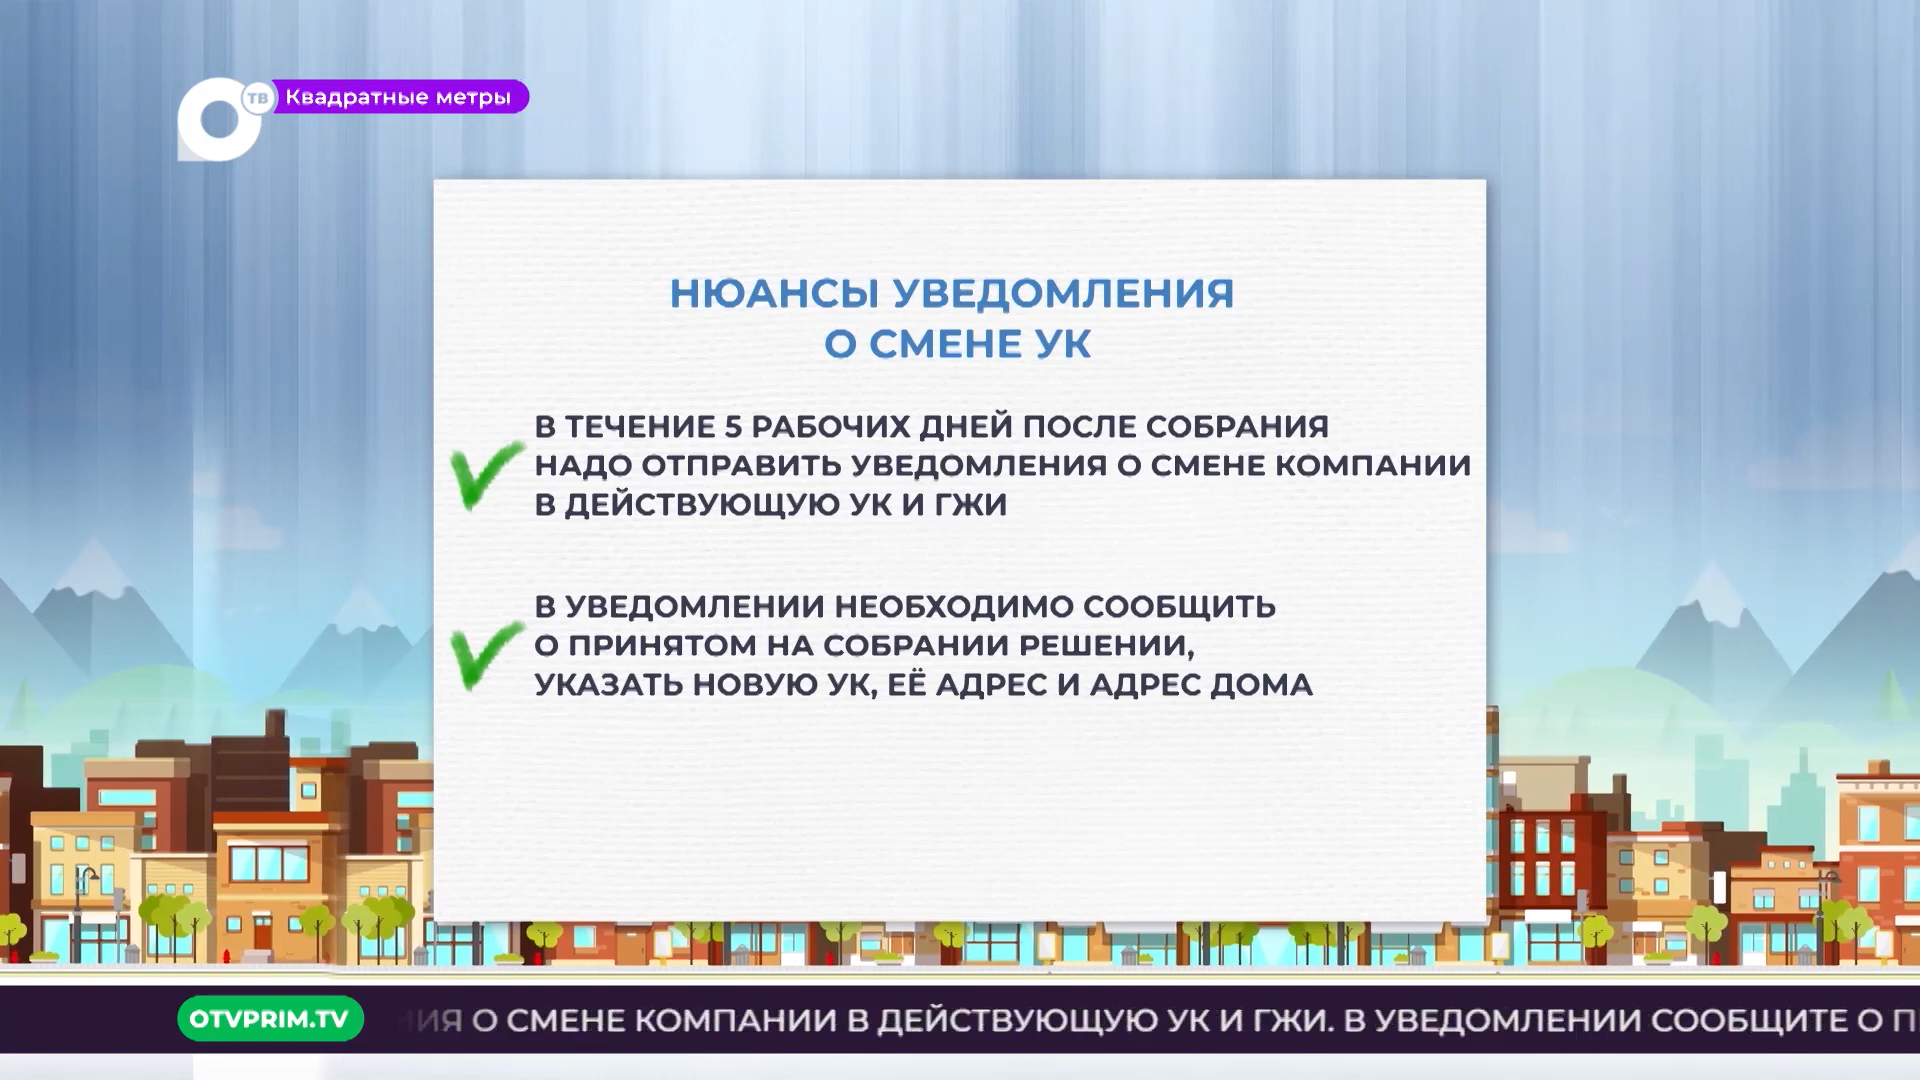 ТВ
Квадратные метры
НЮАНСЫ УВЕДОМЛЕНИЯ
О СМЕНЕ УК
В ТЕЧЕНИЕ 5 РАБОЧИХ ДНЕЙ ПОСЛЕ СОБРАНИЯ
НАДО ОТПРАВИТЬ УВЕДОМЛЕНИЯ О СМЕНЕ КОМПАНИИ
В ДЕЙСТВУЮЩУЮ УК И ГЖИ
В УВЕДОМЛЕНИИ НЕОБХОДИМО СООБЩИТЬ
О ПРИНЯТОМ НА СОБРАНИИ РЕШЕНИИ,
УКАЗАТЬ НОВУЮ УК, ЕЁ АДРЕС И АДРЕС ДОМА
OTVPRIM.TV
О СМЕНЕ КОМПАНИИ В ДЕЙСТВУЮЩУЮ УК И ГЖИ. В УВЕДОМЛЕНИИ СООБЩИТЕ О